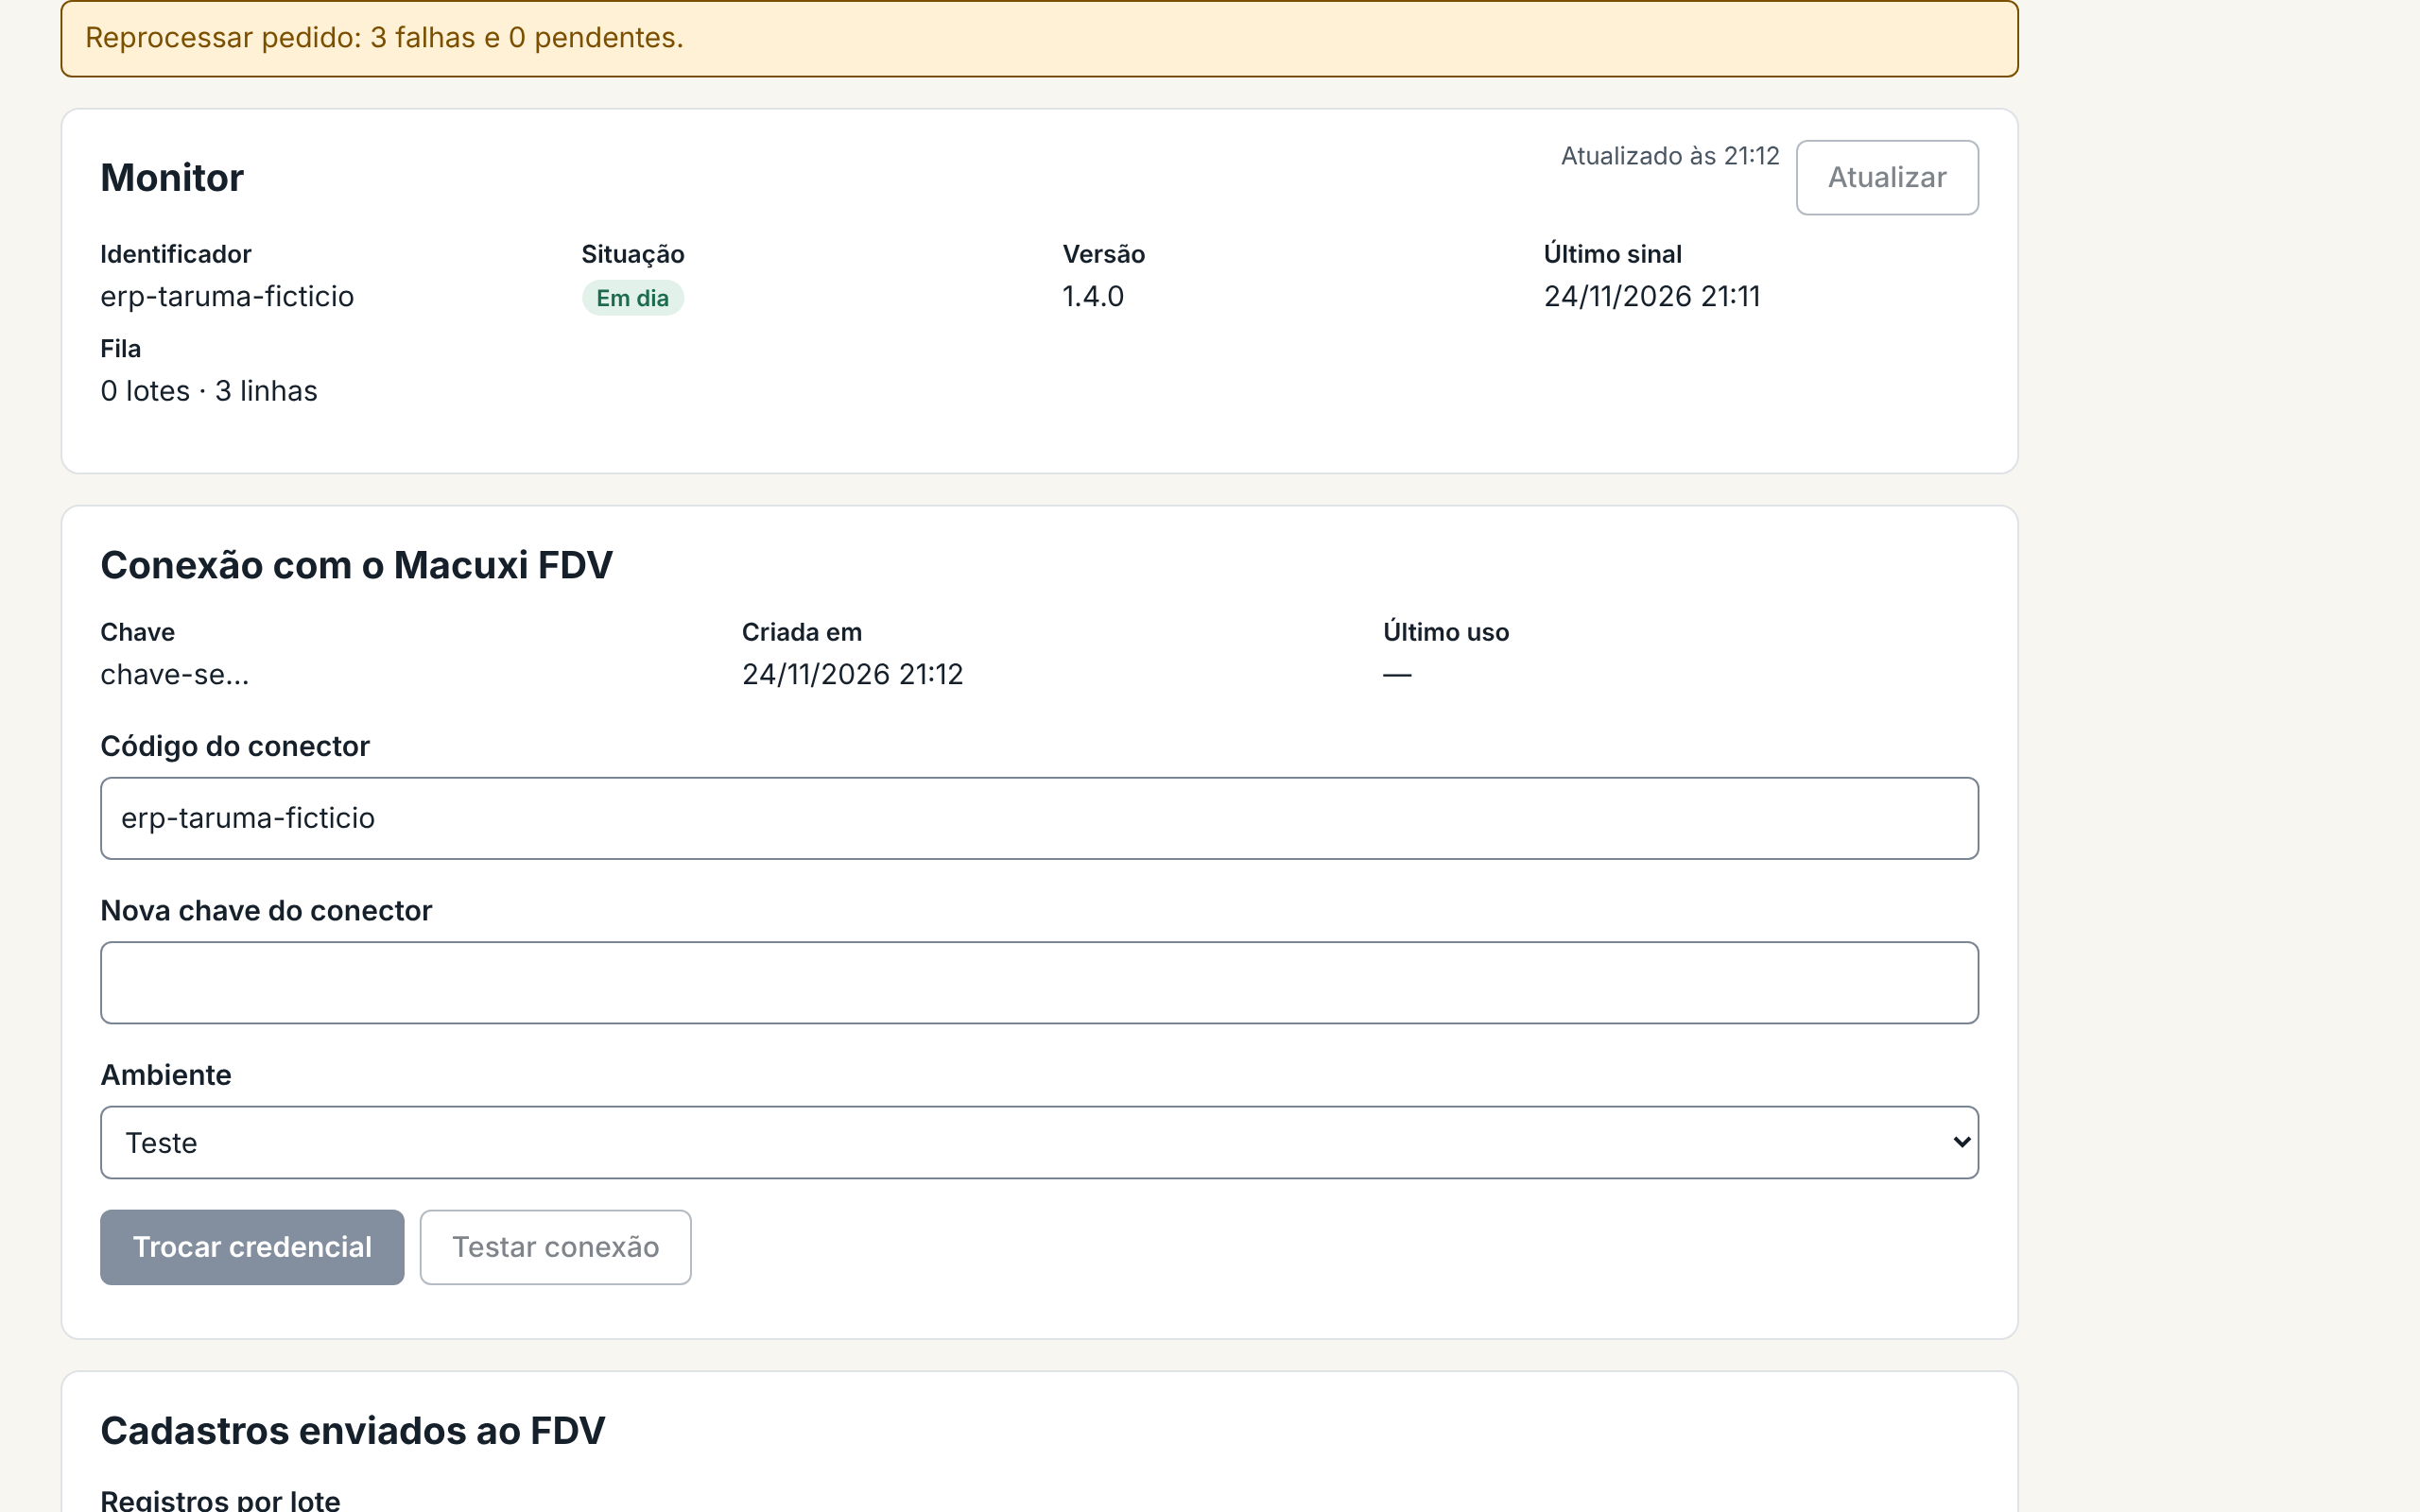 Reprocessar pedido: 3 falhas e 0 pendentes.
Monitor
Atualizado às 21:12
Atualizar
Identificador
Situação
Versão
Último sinal
erp-taruma-ficticio
Em dia
1.4.0
24/11/2026 21:11
Fila
0 lotes · 3 linhas
Conexão com o Macuxi FDV
Chave
Criada em
Último uso
chave-se...
24/11/2026 21:12
—
Código do conector
erp-taruma-ficticio
Nova chave do conector
Ambiente
Teste
Trocar credencial
Testar conexão
Cadastros enviados ao FDV
Registros por lote